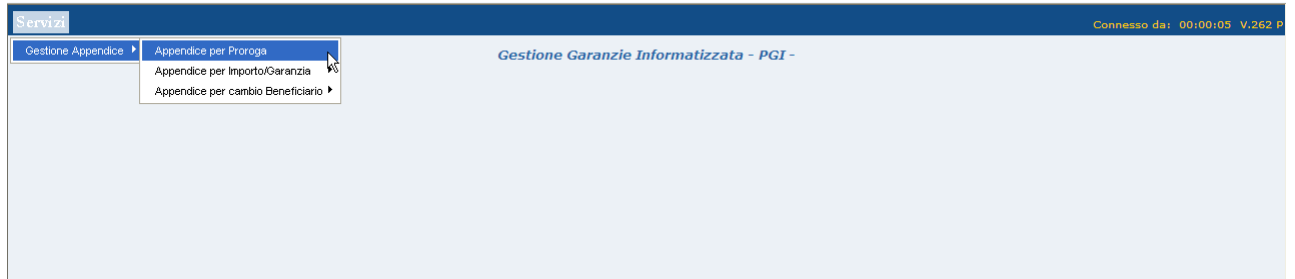 Servizi
Connesso da: 00:00:05 V.262 P
Gestione Appendice
Appendice per Proroga
Appendice per Importo/Garanzia
Appendice per cambio Beneficiario
Gestione Garanzie Informatizzata - PGI -